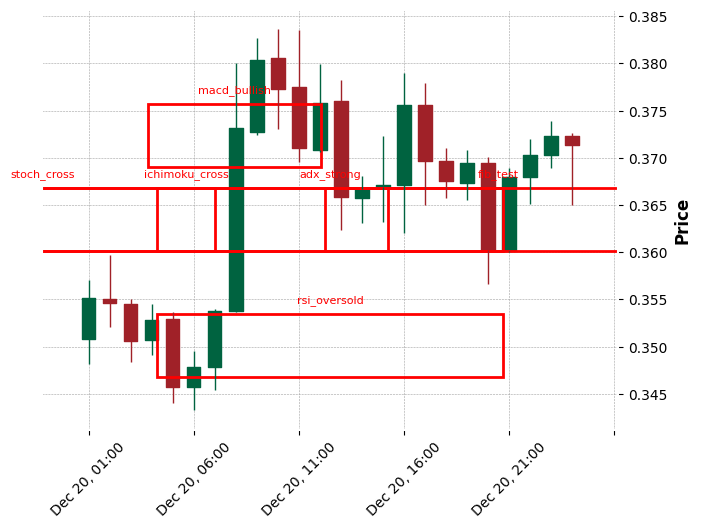 0.385
0.380
0.375
0.370
0.365
0.360
0.355
0.350
0.345
Price
macd_bullish
stoch_cross
ichimoku_cross
adx_strong
fib_test
rsi_oversold
Dec 20, 01:00
Dec 20, 06:00
Dec 20, 11:00
Dec 20, 16:00
Dec 20, 21:00